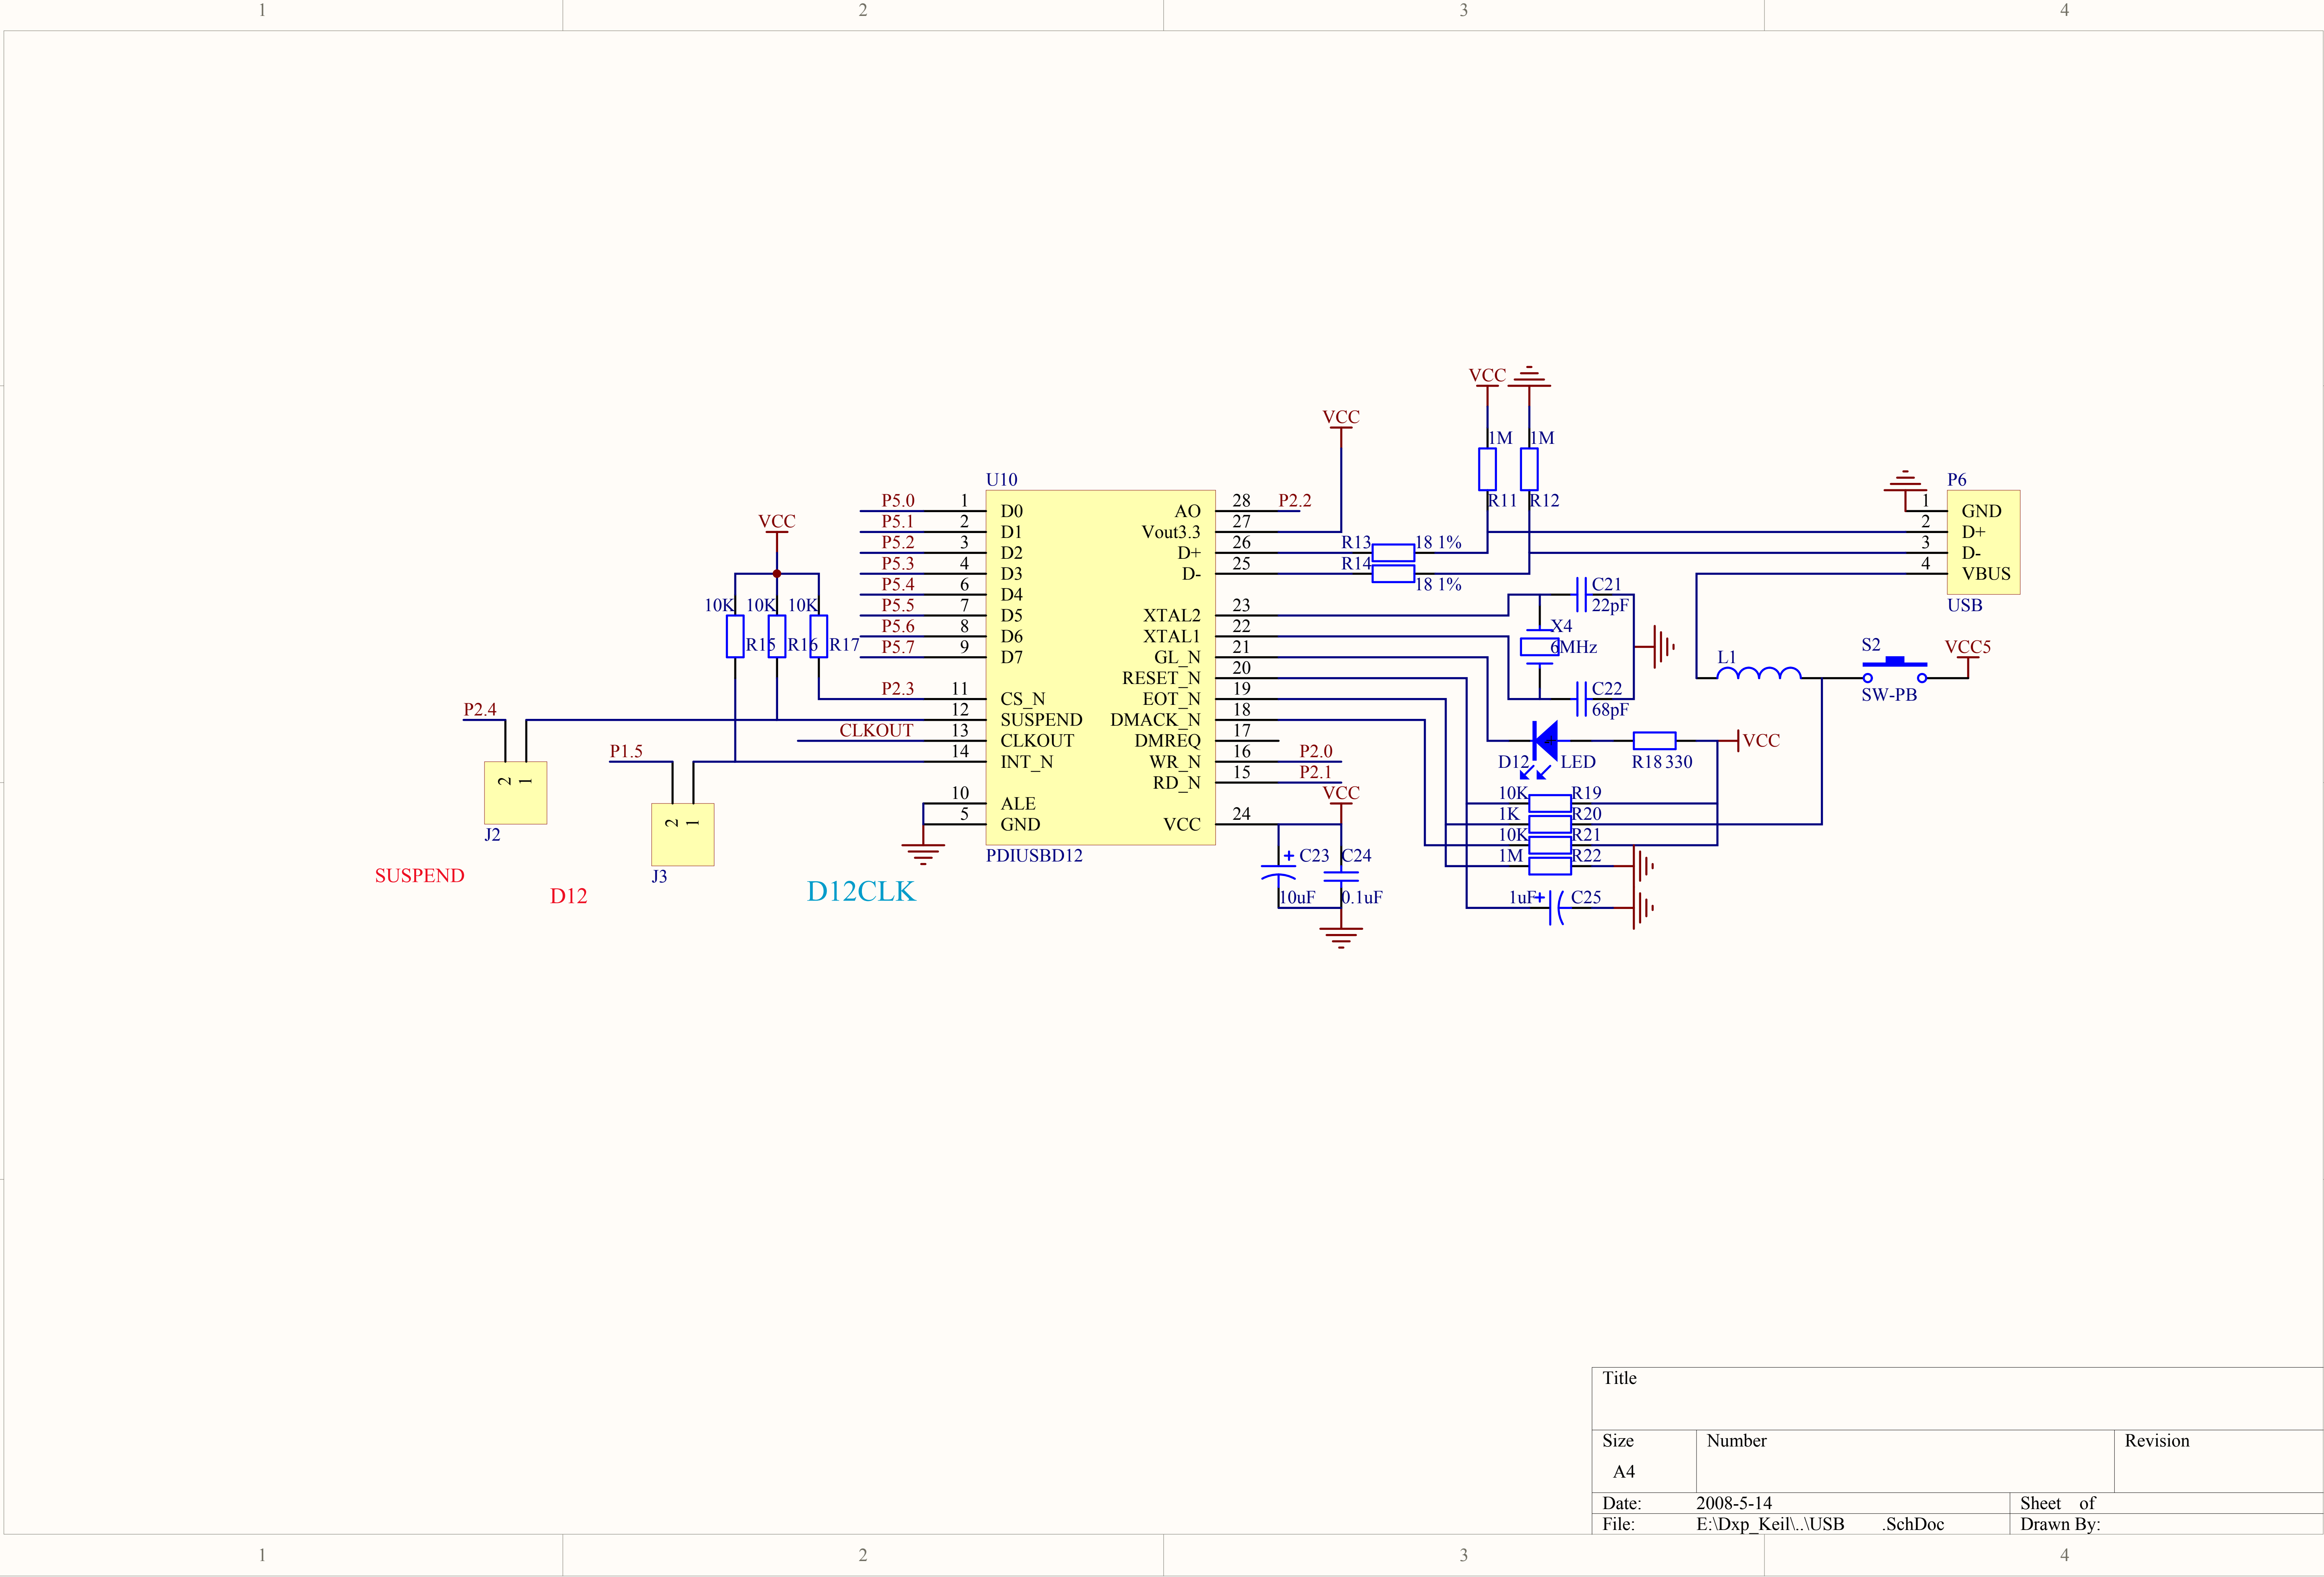 1 2 3 4
VCC
VCC
1M 1M
R11 R12
U10
P6
P5.0 1 D0
P5.1 2 D1
P5.2 3 D2
P5.3 4 D3
P5.4 6 D4
P5.5 7 D5
P5.6 8 D6
P5.7 9 D7
P2.3 11 CS_N
12 SUSPEND
CLKOUT 13 CLKOUT
14 INT_N
10 ALE
5 GND
PDIUSBD12
AO 28 P2.2
Vout3.3 27
D+ 26 R13 18 1%
D- 25 R14 18 1%
XTAL2 23
XTAL1 22
GL_N 21
RESET_N 20
EOT_N 19
DMACK_N 18
DMREQ 17
WR_N 16 P2.0
RD_N 15 P2.1
VCC 24
VCC
1 GND
2 D+
3 D-
4 VBUS
USB
VCC
10K 10K 10K
R15 R16 R17
C21
22pF
X4
6MHz
C22
68pF
L1
S2
SW-PB
VCC5
P2.4
2 1
J2
P1.5
2 1
J3
D12 LED
R18 330
VCC
10K R19
1K R20
10K R21
1M R22
1uF + C25
+ C23 C24
10uF 0.1uF
SUSPEND
D12
D12CLK
Title
Size Number Revision
A4
Date: 2008-5-14 Sheet of
File: E:\Dxp_Keil\..\USB .SchDoc Drawn By:
1 2 3 4